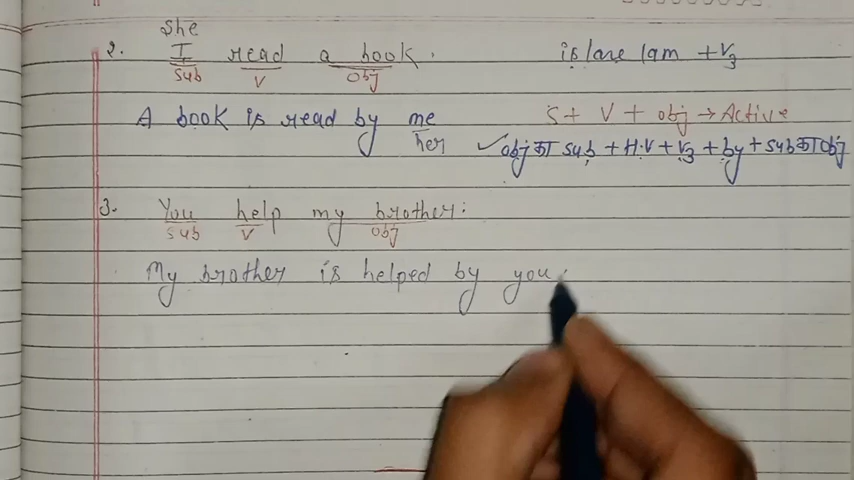 She
2. I read a book. is/are/am + V3
Sub V Obj
A book is read by me S + V + obj → Active
her ✓obj का sub + H.V + V3 + by + sub का obj
3. You help my brother:
sub V obj
My brother is helped by you.